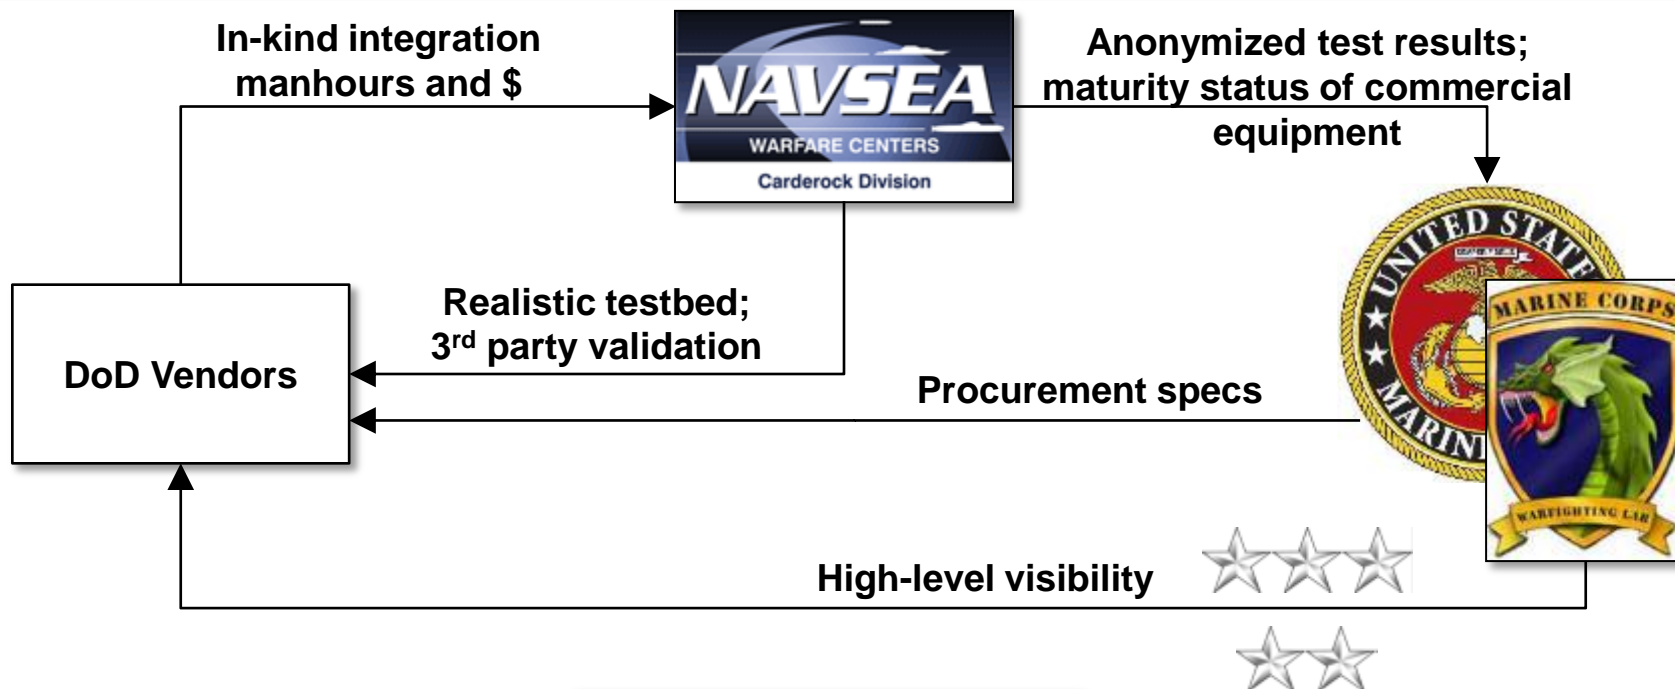 In-kind integration
manhours and $
NAVSEA
WARFARE CENTERS
Carderock Division
Anonymized test results;
maturity status of commercial
equipment
UNITED STATE
MARIN
MARINE CORPS
WARFIGHTING LAB
Realistic testbed;
3rd party validation
DoD Vendors
Procurement specs
High-level visibility